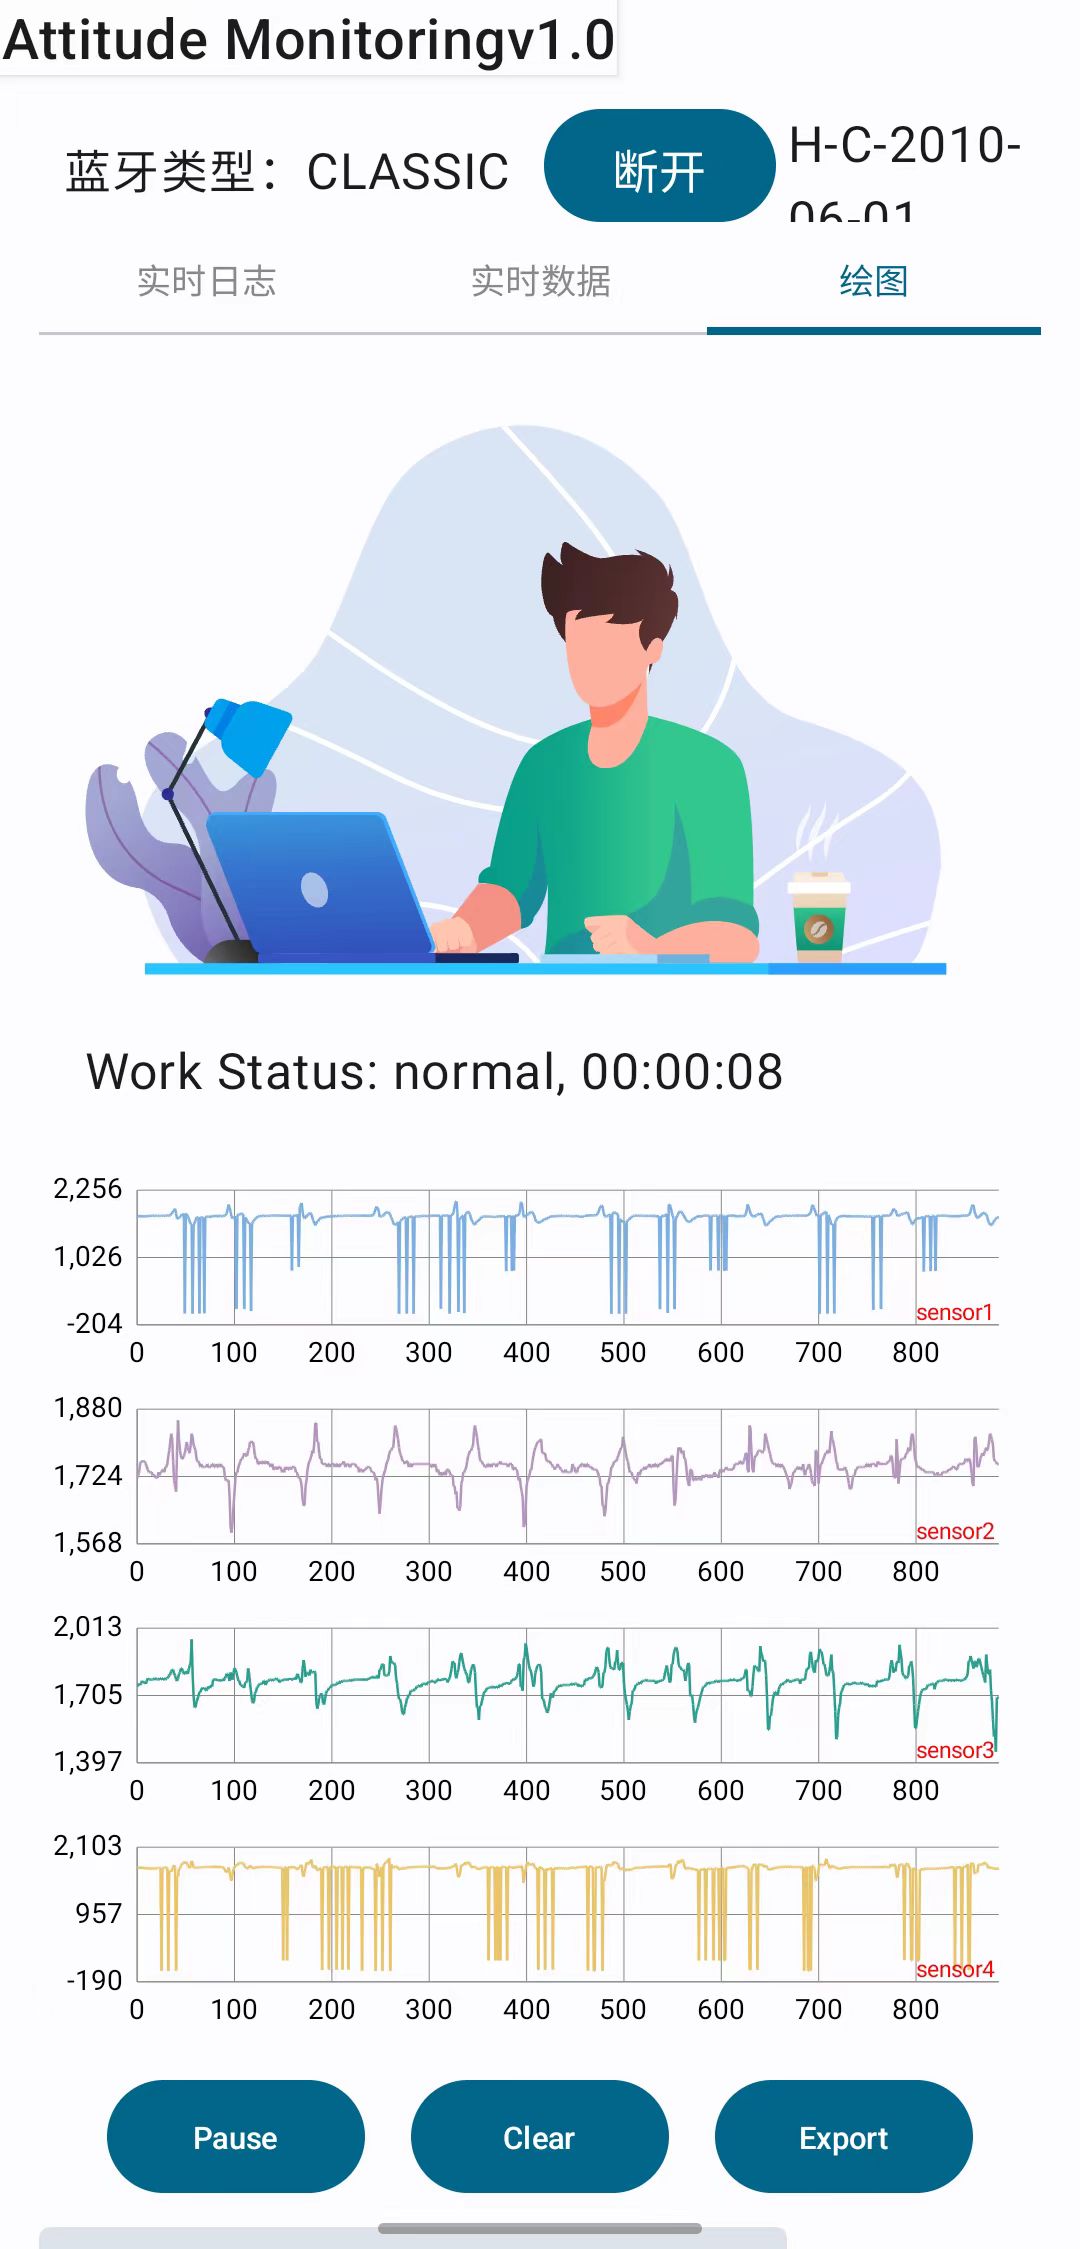 Attitude Monitoringv1.0
蓝牙类型：CLASSIC
断开
H-C-2010-
06-01
实时日志
实时数据
绘图
Work Status: normal, 00:00:08
2,256
1,026
-204
sensor1
0 100 200 300 400 500 600 700 800
1,880
1,724
1,568
sensor2
0 100 200 300 400 500 600 700 800
2,013
1,705
1,397
sensor3
0 100 200 300 400 500 600 700 800
2,103
957
-190
sensor4
0 100 200 300 400 500 600 700 800
Pause
Clear
Export